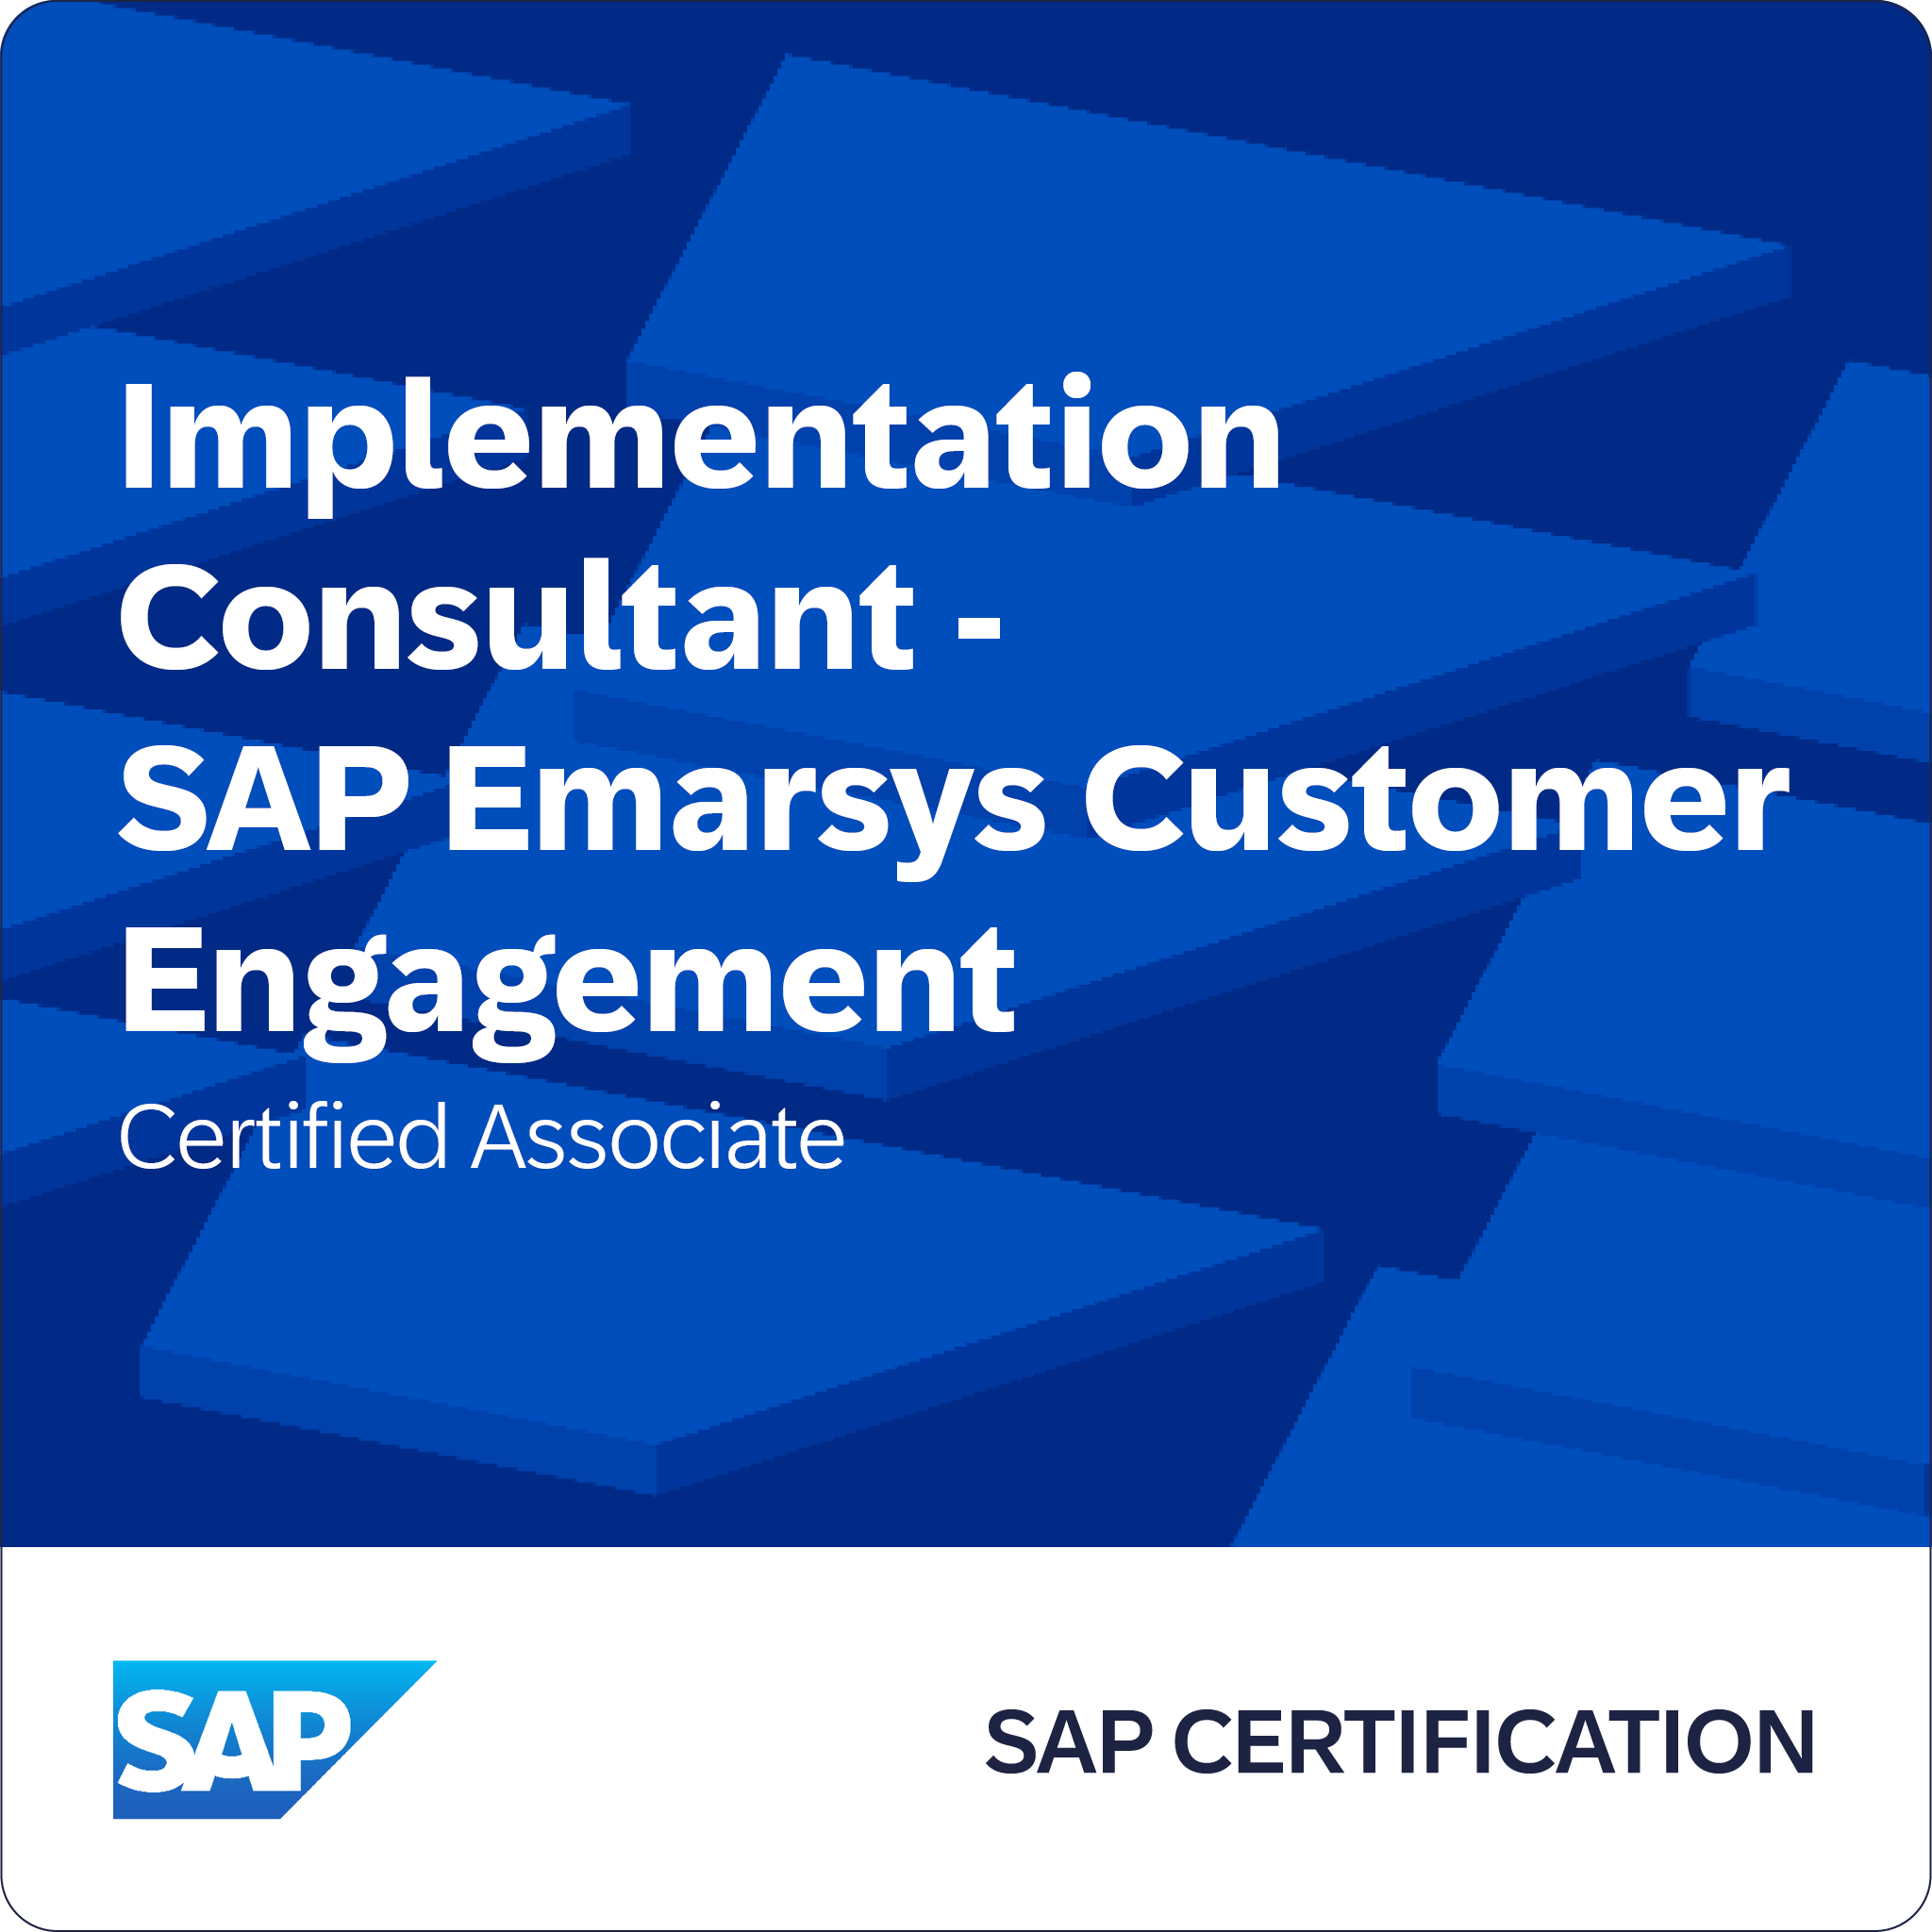 Implementation
Consultant -
SAP Emarsys Customer
Engagement
Certified Associate
SAP
SAP CERTIFICATION